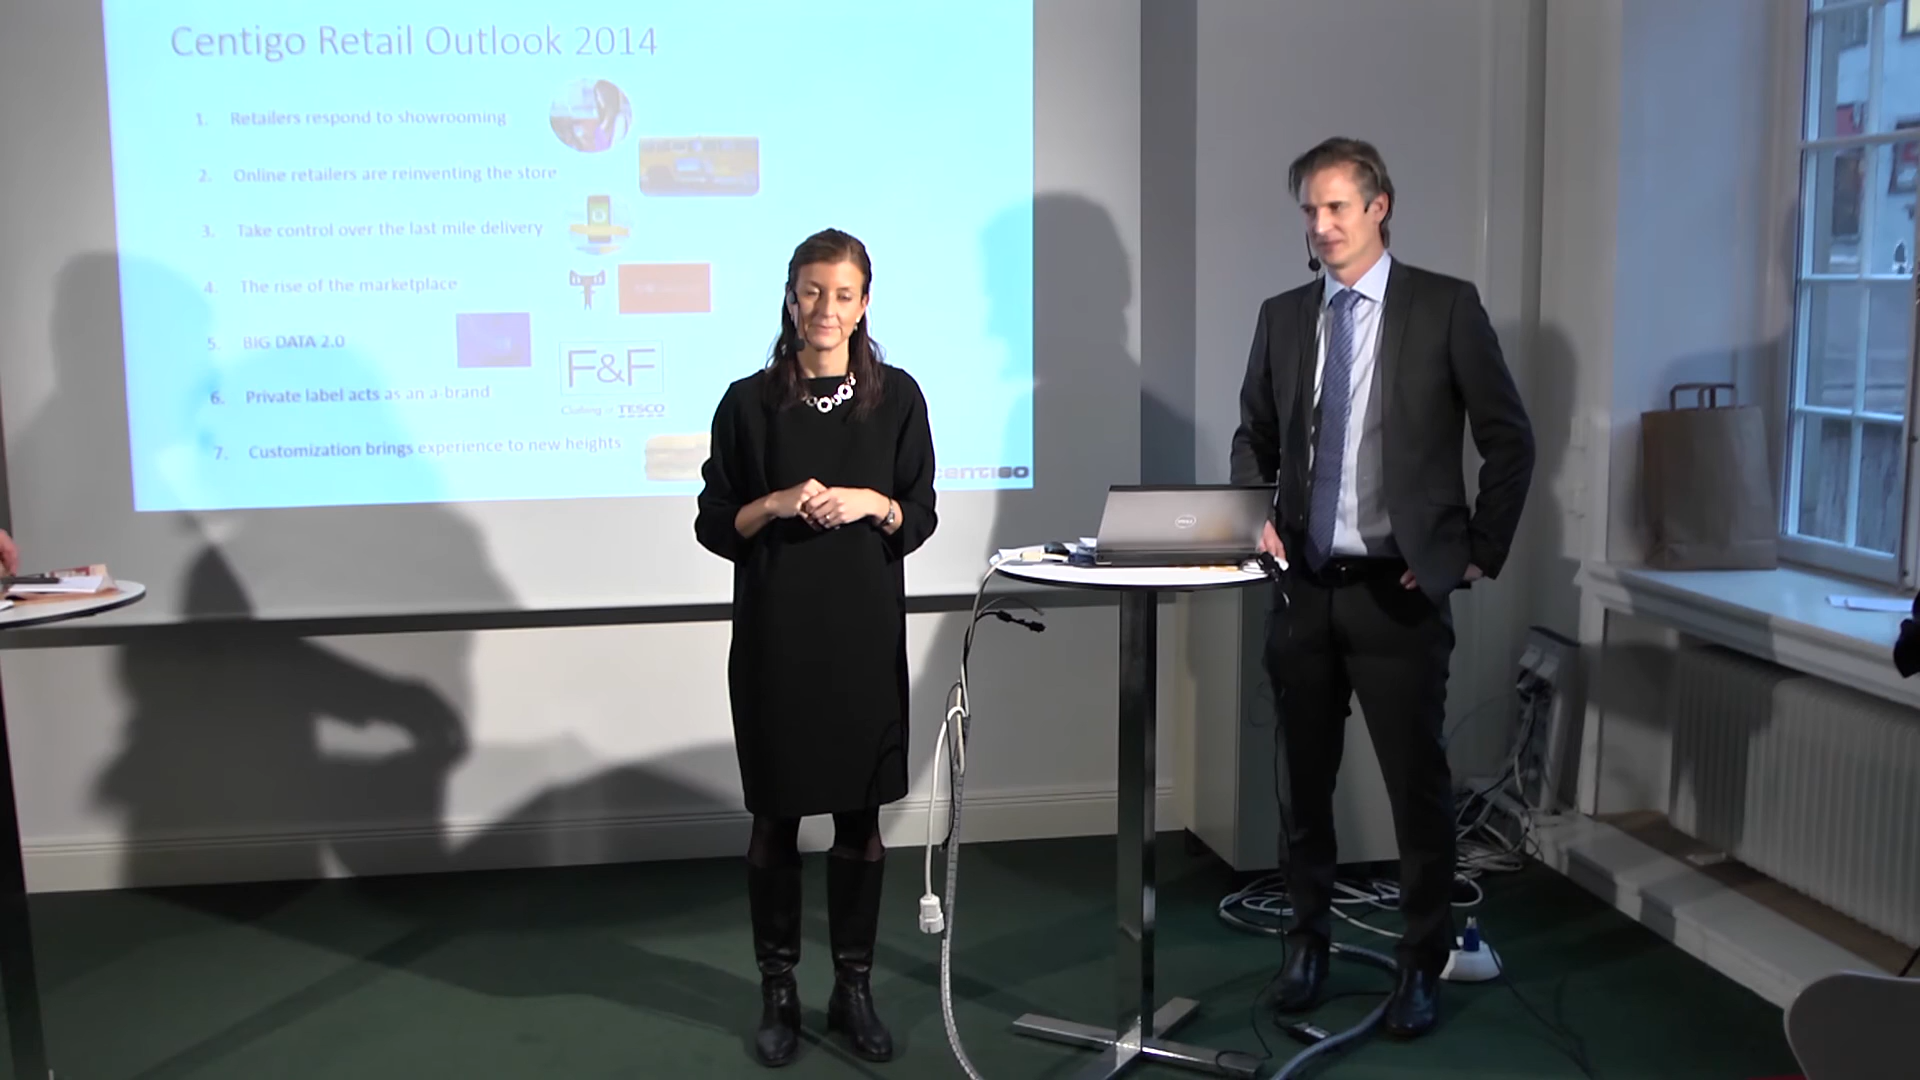 Centigo Retail Outlook 2014
1. Retailers respond to showrooming
2. Online retailers are reinventing the store
3. Take control over the last mile delivery
4. The rise of the marketplace
5. BIG DATA 2.0
F&F
6. Private label acts as an a-brand
Clothing at TESCO
7. Customization brings experience to new heights
centigo
DELL